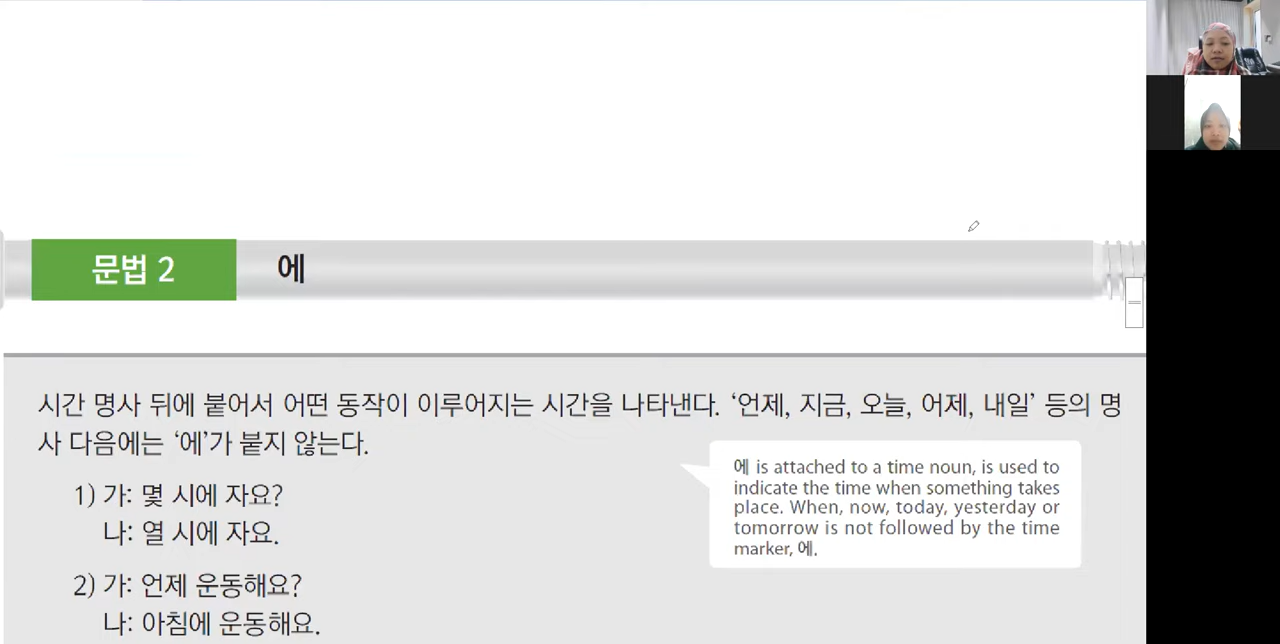 문법 2
에
시간 명사 뒤에 붙어서 어떤 동작이 이루어지는 시간을 나타낸다. ‘언제, 지금, 오늘, 어제, 내일’ 등의 명
사 다음에는 ‘에’가 붙지 않는다.
에 is attached to a time noun, is used to
indicate the time when something takes
place. When, now, today, yesterday or
tomorrow is not followed by the time
marker, 에.
1) 가: 몇 시에 자요?
나: 열 시에 자요.
2) 가: 언제 운동해요?
나: 아침에 운동해요.